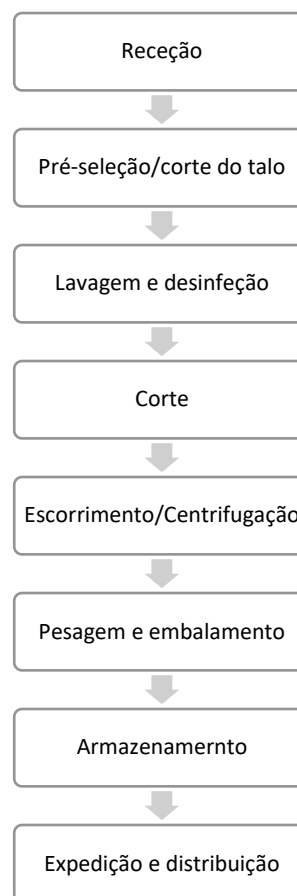 Receção
Pré-seleção/corte do talo
Lavagem e desinfeção
Corte
Escorrimento/Centrifugação
Pesagem e embalamento
Armazenamernto
Expedição e distribuição